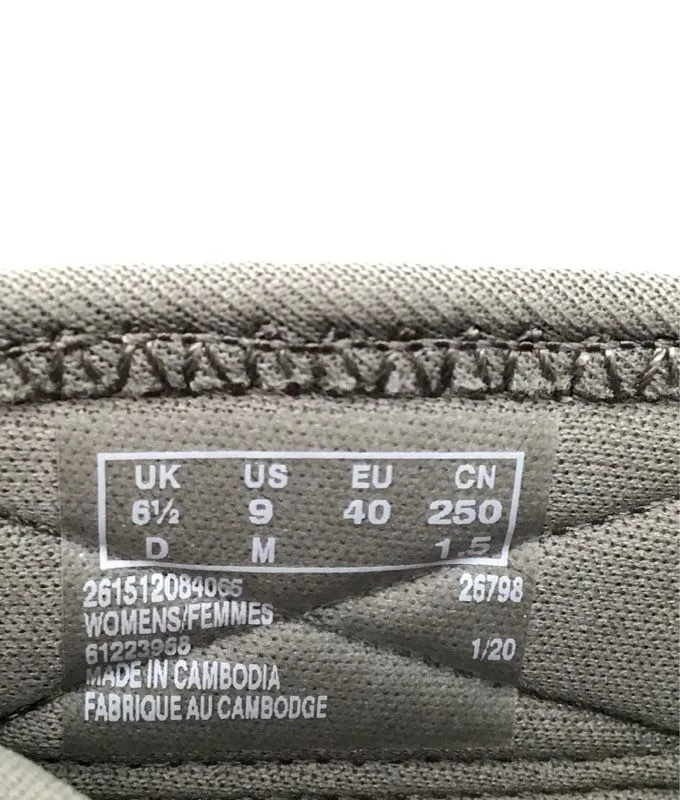 UK US EU CN
6½ 9 40 250
D M 1.5
261512084065 26798
WOMENS/FEMMES
61223968 1/20
MADE IN CAMBODIA
FABRIQUE AU CAMBODGE